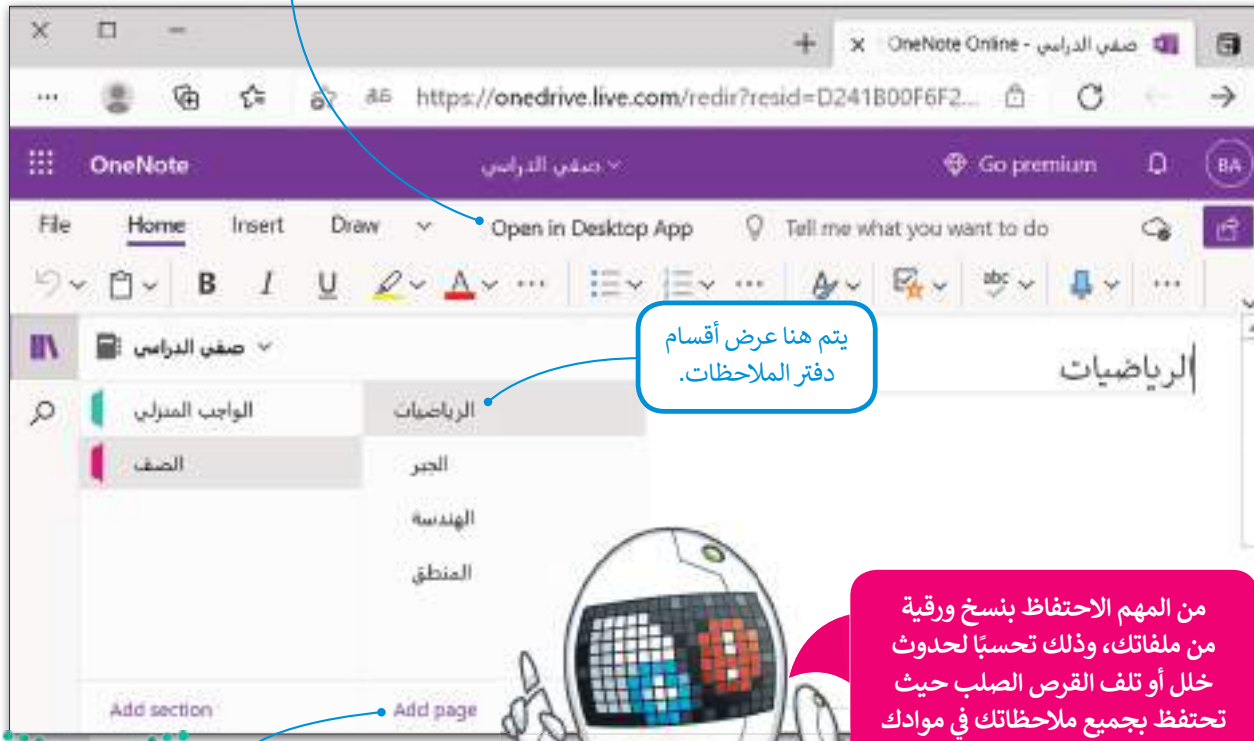 صفي الدراسي - OneNote Online
https://onedrive.live.com/redir?resid=D241B00F6F2...
OneNote
صفي الدراسي
Go premium
BA
File Home Insert Draw Open in Desktop App Tell me what you want to do
B I U A abc
صفي الدراسي
الواجب المنزلي
الصف
الرياضيات
الجبر
الهندسة
المنطق
يتم هنا عرض أقسام
دفتر الملاحظات.
الرياضيات
Add section
Add page
من المهم الاحتفاظ بنسخ ورقية
من ملفاتك، وذلك تحسبًا لحدوث
خلل أو تلف القرص الصلب حيث
تحتفظ بجميع ملاحظاتك في موادك